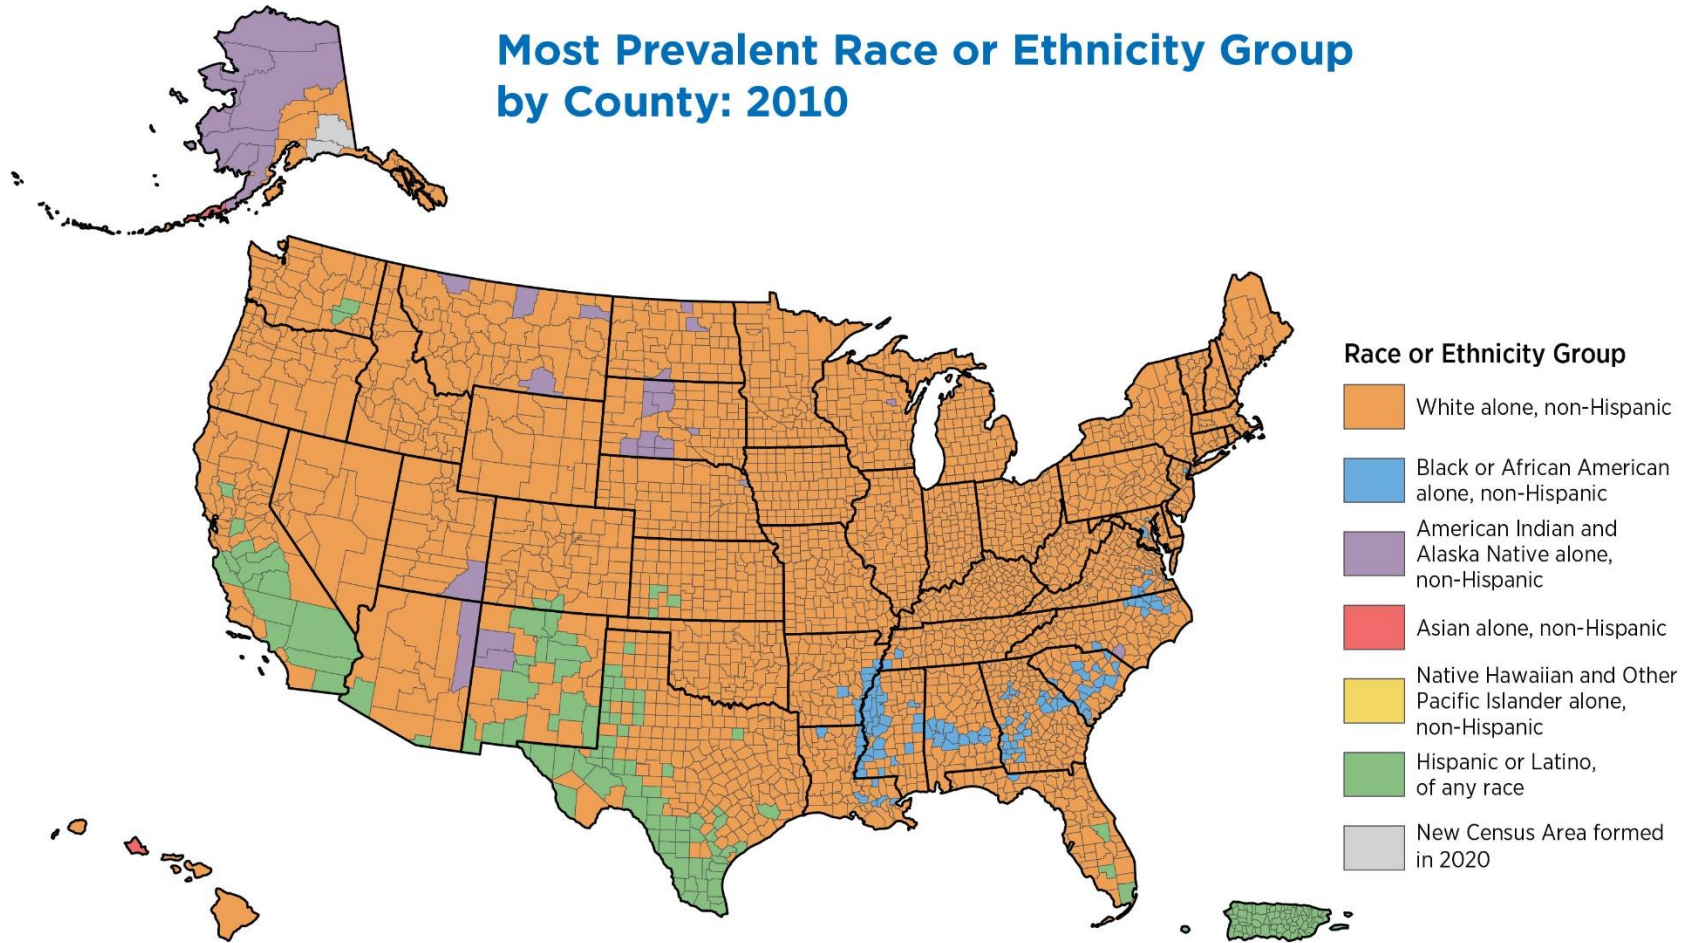 Most Prevalent Race or Ethnicity Group
by County: 2010
Race or Ethnicity Group
White alone, non-Hispanic
Black or African American
alone, non-Hispanic
American Indian and
Alaska Native alone,
non-Hispanic
Asian alone, non-Hispanic
Native Hawaiian and Other
Pacific Islander alone,
non-Hispanic
Hispanic or Latino,
of any race
New Census Area formed
in 2020